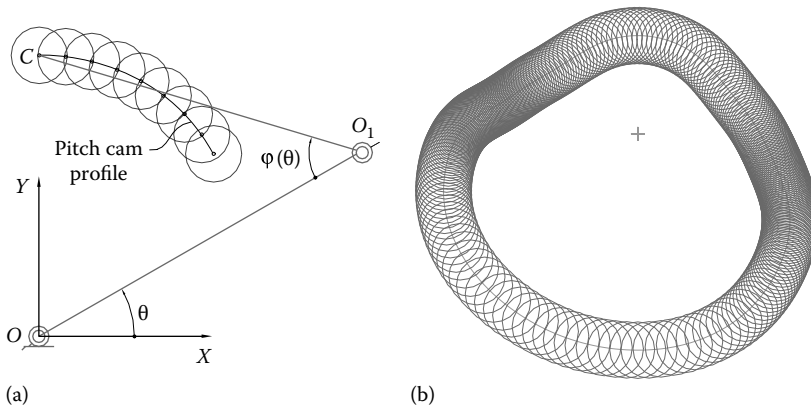 C
O₁
Pitch cam
profile
φ(θ)
Y
θ
O
X
(a)
(b)